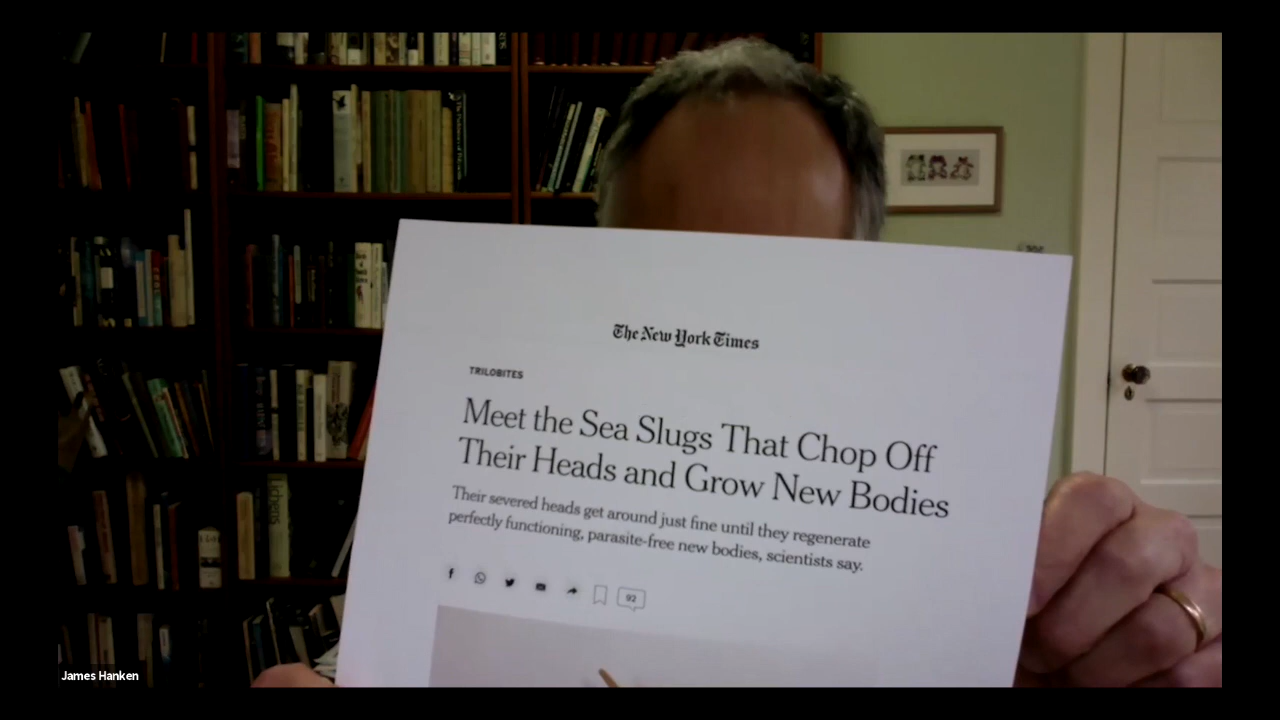 The New York Times
TRILOBITES
Meet the Sea Slugs That Chop Off
Their Heads and Grow New Bodies
Their severed heads get around just fine until they regenerate
perfectly functioning, parasite-free new bodies, scientists say.
92
Lichens
James Hanken